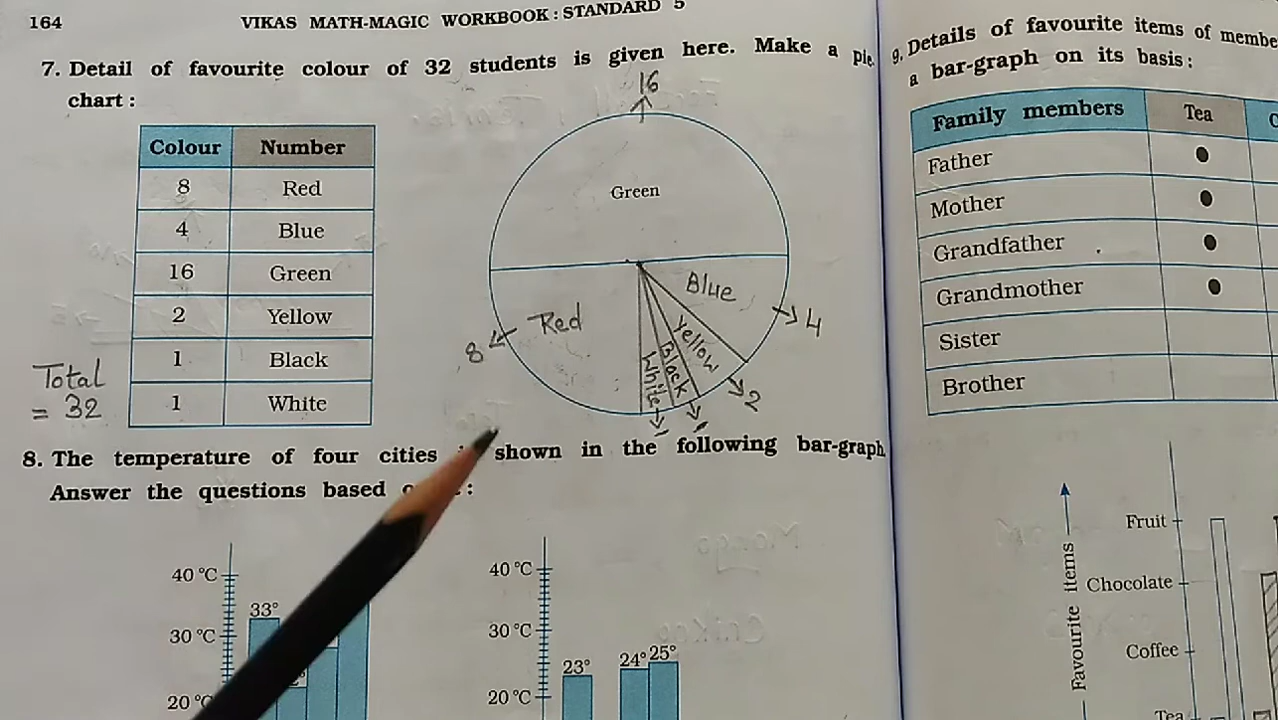 164
VIKAS MATH-MAGIC WORKBOOK : STANDARD 5
7. Detail of favourite colour of 32 students is given here. Make a pie
chart :
Colour Number
8 Red
4 Blue
16 Green
2 Yellow
1 Black
1 White
Total
= 32
16
Green
Blue
4
Yellow
2
Black
White
Red
8
8. The temperature of four cities shown in the following bar-graph
Answer the questions based
40 °C
33°
30 °C
20 °C
40 °C
30 °C
23°
24°
25°
20 °C
9. Details of favourite items of membe
a bar-graph on its basis :
Family members Tea C
Father
Mother
Grandfather
Grandmother
Sister
Brother
Favourite items
Fruit
Chocolate
Coffee
Tea